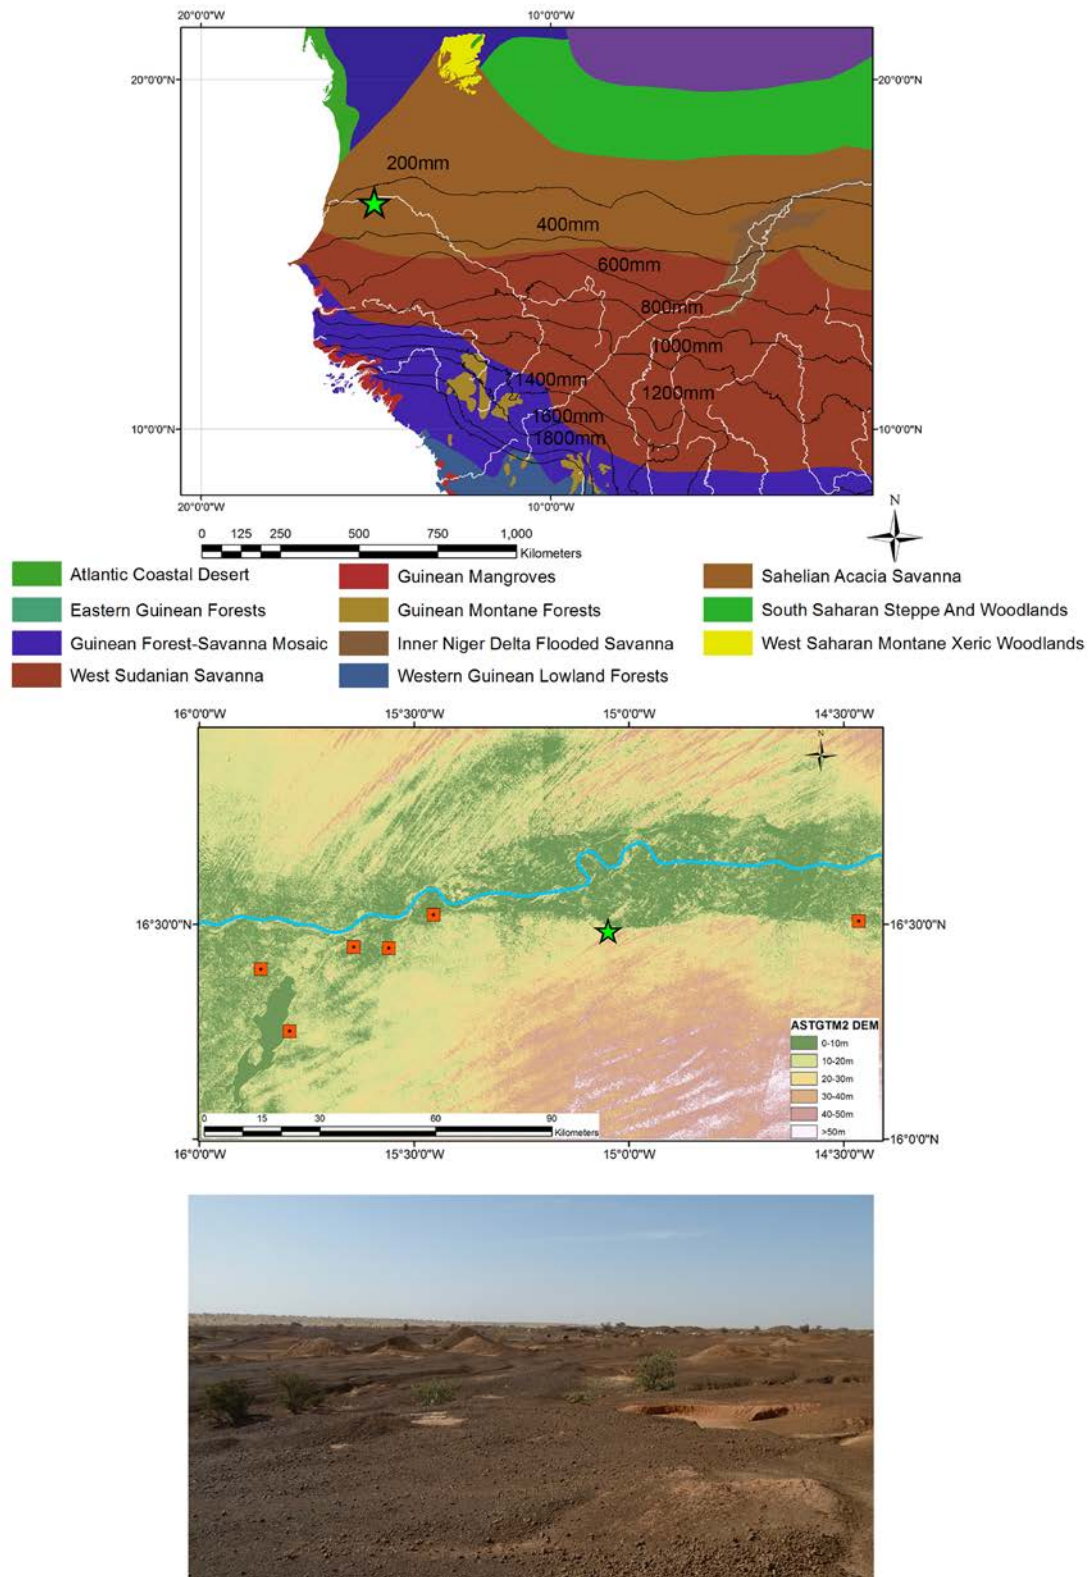 20°0'0"W 10°0'0"W
20°0'0"N 20°0'0"N
200mm
400mm
600mm
800mm
1000mm
1400mm
1200mm
1600mm
1800mm
10°0'0"N 10°0'0"N
20°0'0"W 10°0'0"W
N
0 125 250 500 750 1,000
Kilometers
Atlantic Coastal Desert
Guinean Mangroves
Sahelian Acacia Savanna
Eastern Guinean Forests
Guinean Montane Forests
South Saharan Steppe And Woodlands
Guinean Forest-Savanna Mosaic
Inner Niger Delta Flooded Savanna
West Saharan Montane Xeric Woodlands
West Sudanian Savanna
Western Guinean Lowland Forests
16°0'0"W 15°30'0"W 15°0'0"W 14°30'0"W
N
16°30'0"N 16°30'0"N
ASTGTM2 DEM
0-10m
10-20m
20-30m
30-40m
40-50m
>50m
0 15 30 60 90
Kilometers
16°0'0"N
16°0'0"W 15°30'0"W 15°0'0"W 14°30'0"W